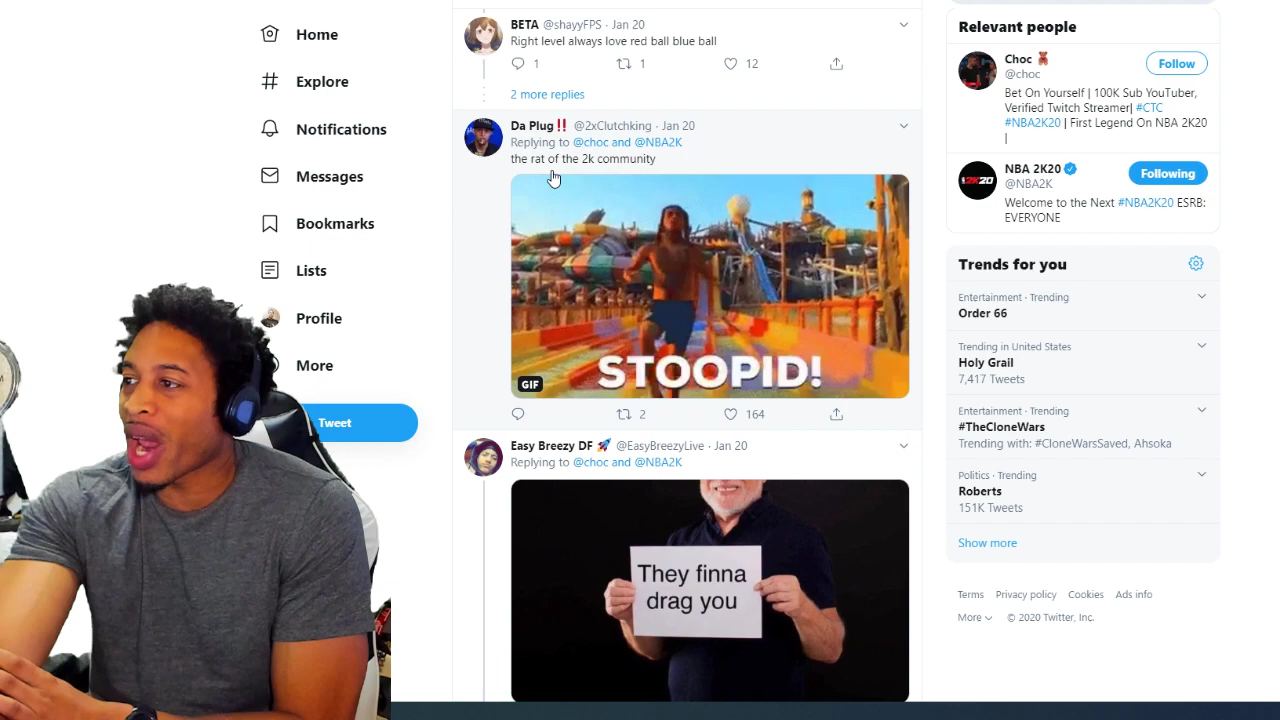 Home
Explore
Notifications
Messages
Bookmarks
Lists
Profile
More
Tweet
BETA @shayyFPS · Jan 20
Right level always love red ball blue ball
1 1 12
2 more replies
Da Plug‼️ @2xClutchking · Jan 20
Replying to @choc and @NBA2K
the rat of the 2k community
STOOPID!
GIF
2 164
Easy Breezy DF 🚀 @EasyBreezyLive · Jan 20
Replying to @choc and @NBA2K
They finna
drag you
Relevant people
Choc 🧸
@choc
Follow
Bet On Yourself | 100K Sub YouTuber,
Verified Twitch Streamer| #CTC
#NBA2K20 | First Legend On NBA 2K20
|
2K20
NBA 2K20
@NBA2K
Following
Welcome to the Next #NBA2K20 ESRB:
EVERYONE
Trends for you
Entertainment · Trending
Order 66
Trending in United States
Holy Grail
7,417 Tweets
Entertainment · Trending
#TheCloneWars
Trending with: #CloneWarsSaved, Ahsoka
Politics · Trending
Roberts
151K Tweets
Show more
Terms Privacy policy Cookies Ads info
More © 2020 Twitter, Inc.